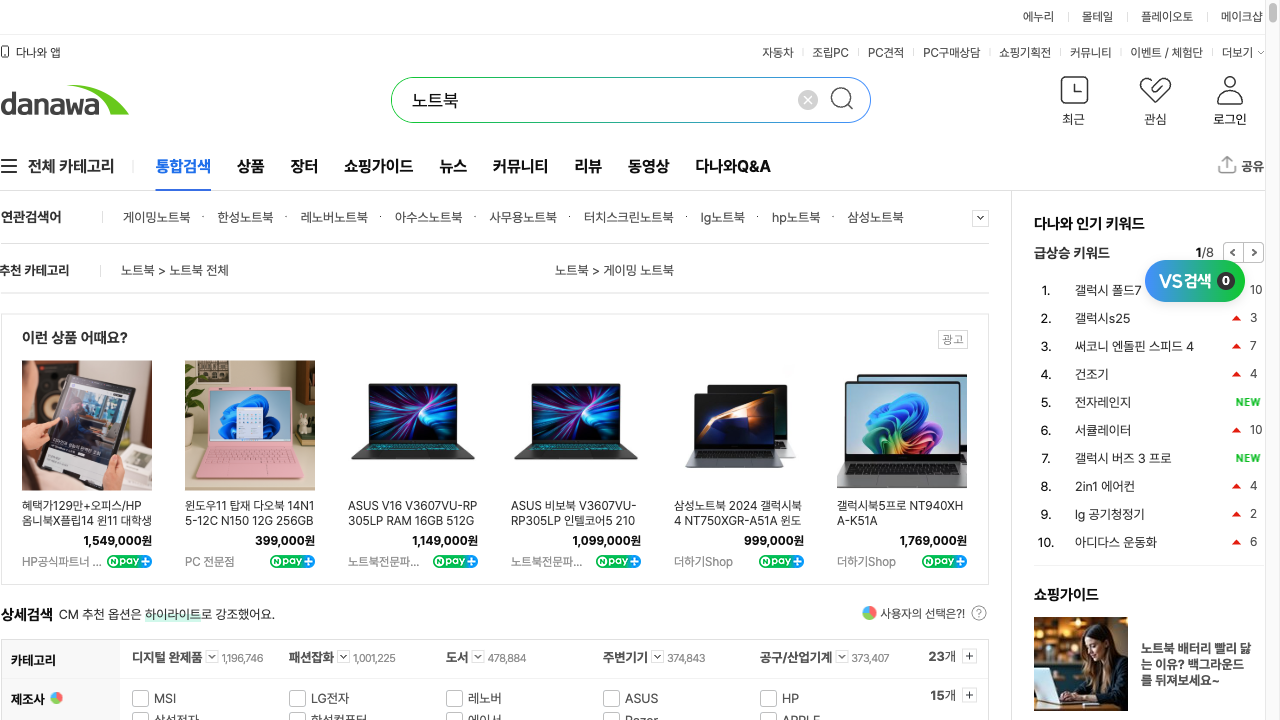 에누리
몰테일
플레이오토
메이크샵
다나와 앱
자동차
조립PC
PC견적
PC구매상담
쇼핑기획전
커뮤니티
이벤트 / 체험단
더보기
danawa
노트북
최근
관심
로그인
전체 카테고리
통합검색
상품
장터
쇼핑가이드
뉴스
커뮤니티
리뷰
동영상
다나와Q&A
공유
연관검색어
게이밍노트북 · 한성노트북 · 레노버노트북 · 아수스노트북 · 사무용노트북 · 터치스크린노트북 · lg노트북 · hp노트북 · 삼성노트북
추천 카테고리
노트북 > 노트북 전체
노트북 > 게이밍 노트북
이런 상품 어때요?
광고
혜택가129만+오피스/HP
옴니북X플립14 윈11 대학생
1,549,000원
HP공식파트너 ...
N pay +
윈도우11 탑재 다오북 14N1
5-12C N150 12G 256GB
399,000원
PC 전문점
N pay +
ASUS V16 V3607VU-RP
305LP RAM 16GB 512G
1,149,000원
노트북전문파...
N pay +
ASUS 비보북 V3607VU-
RP305LP 인텔코어5 210
1,099,000원
노트북전문파...
N pay +
삼성노트북 2024 갤럭시북
4 NT750XGR-A51A 윈도
999,000원
더하기Shop
N pay +
갤럭시북5프로 NT940XH
A-K51A
1,769,000원
더하기Shop
N pay +
상세검색
CM 추천 옵션은 하이라이트로 강조했어요.
사용자의 선택은?!
?
카테고리
디지털 완제품 1,196,746
패션잡화 1,001,225
도서 478,884
주변기기 374,843
공구/산업기계 373,407
23개 +
제조사
MSI
LG전자
레노버
ASUS
HP
15개 +
삼성전자
한성컴퓨터
에이서
Razer
APPLE
다나와 인기 키워드
급상승 키워드
1/8
VS검색 0
1. 갤럭시 폴드7 10
2. 갤럭시s25 3
3. 써코니 엔돌핀 스피드 4 7
4. 건조기 4
5. 전자레인지 NEW
6. 서큘레이터 10
7. 갤럭시 버즈 3 프로 NEW
8. 2in1 에어컨 4
9. lg 공기청정기 2
10. 아디다스 운동화 6
쇼핑가이드
노트북 배터리 빨리 닳
는 이유? 백그라운드
를 뒤져보세요~